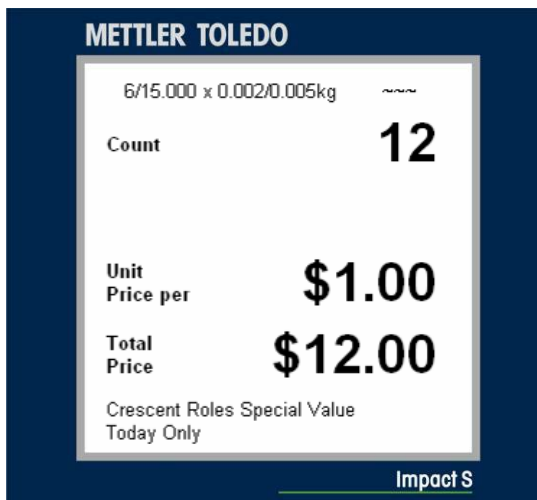 METTLER TOLEDO
6/15.000 x 0.002/0.005kg ~~~
Count 12
Unit
Price per $1.00
Total
Price $12.00
Crescent Roles Special Value
Today Only
Impact S